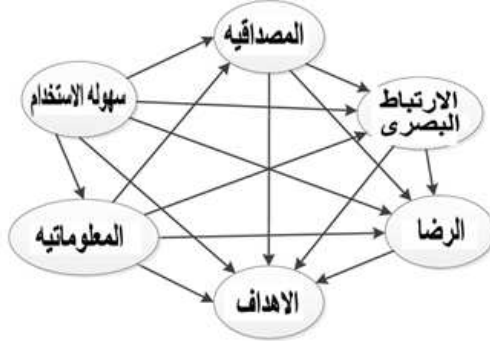 المصداقيه
سهوله الاستخدام
الارتباط
البصرى
المعلوماتيه
الرضا
الاهداف